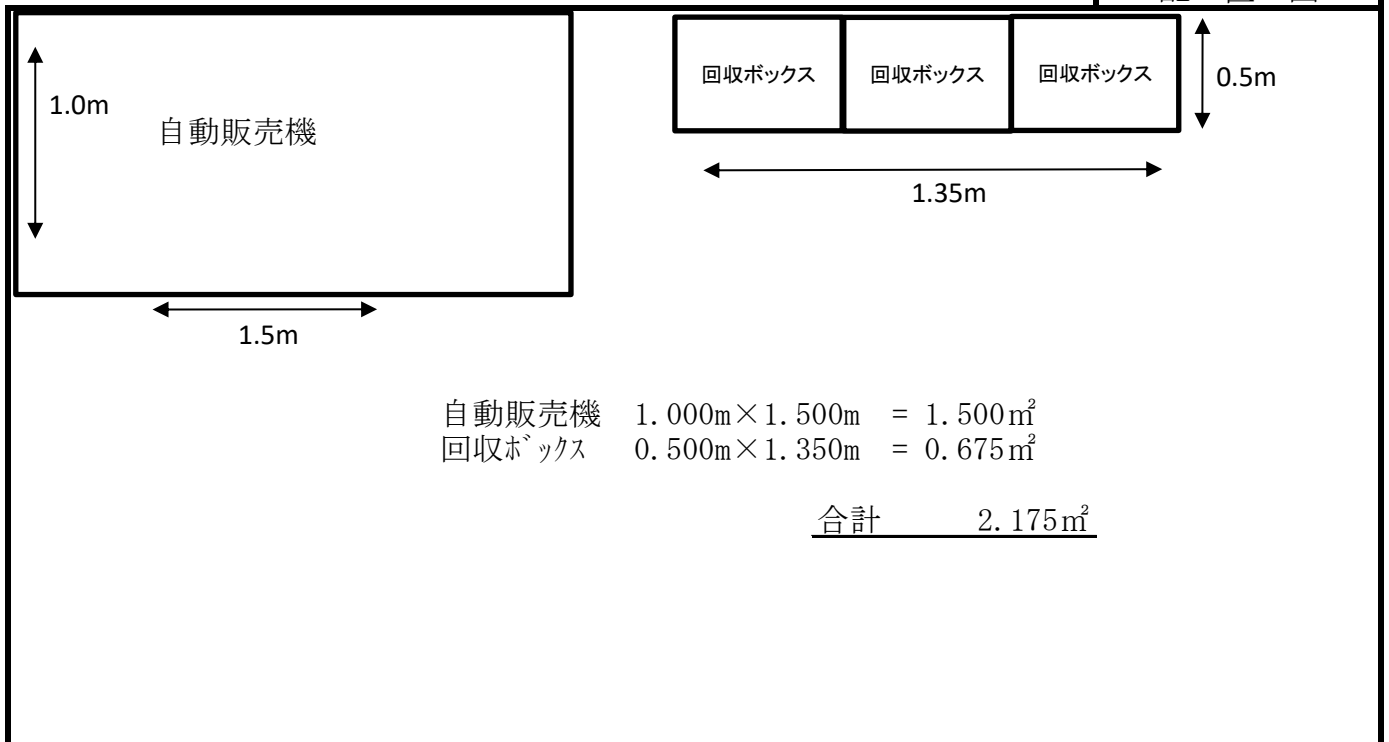 1.0m
自動販売機
1.5m
回収ボックス 回収ボックス 回収ボックス
0.5m
1.35m
自動販売機 1.000m×1.500m = 1.500㎡
回収ﾎﾞｯｸｽ 0.500m×1.350m = 0.675㎡
合計 2.175㎡